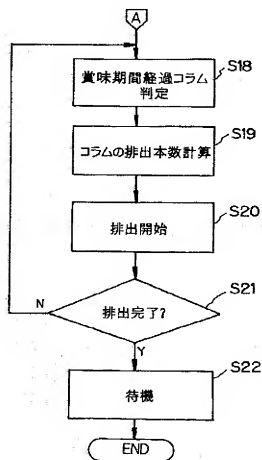 A
S18
賞味期間経過コラム
判定
S19
コラムの排出本数計算
S20
排出開始
S21
排出完了?
N
Y
S22
待機
END